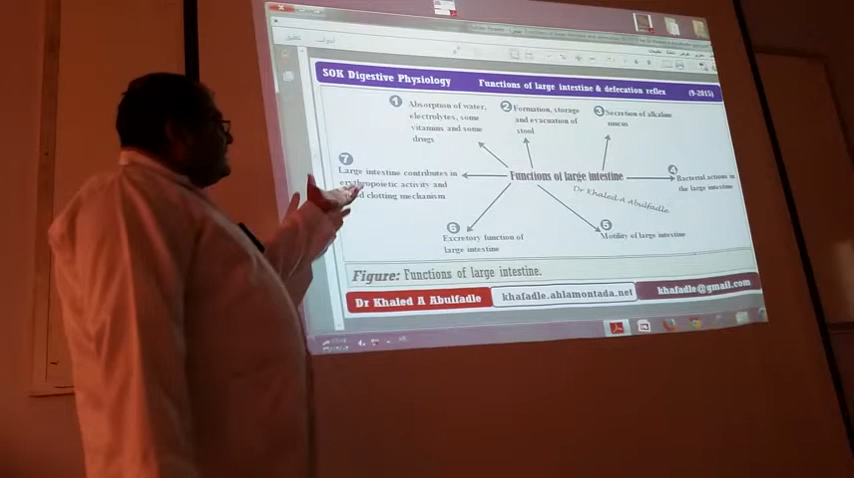 SOK Digestive Physiology
Functions of large intestine & defecation reflex
(9-2015)
1
Absorption of water,
electrolytes, some
vitamins and some
drugs
2
Formation, storage
and evacuation of
stool
3
Secretion of alkaline
mucus
7
Large intestine contributes in
erythropoietic activity and
clotting mechanism
Functions of large intestine
Dr Khaled A Abulfadle
4
Bacterial actions in
the large intestine
6
Excretory function of
large intestine
5
Motility of large intestine
Figure: Functions of large intestine.
Dr Khaled A Abulfadle
khafadle.ahlamontada.net
khafadle@gmail.com